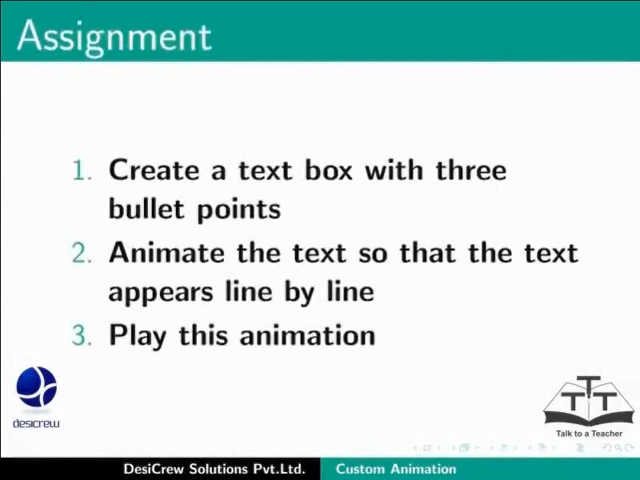 Assignment
1. Create a text box with three
bullet points
2. Animate the text so that the text
appears line by line
3. Play this animation
desicrew
T T T
Talk to a Teacher
DesiCrew Solutions Pvt.Ltd. Custom Animation